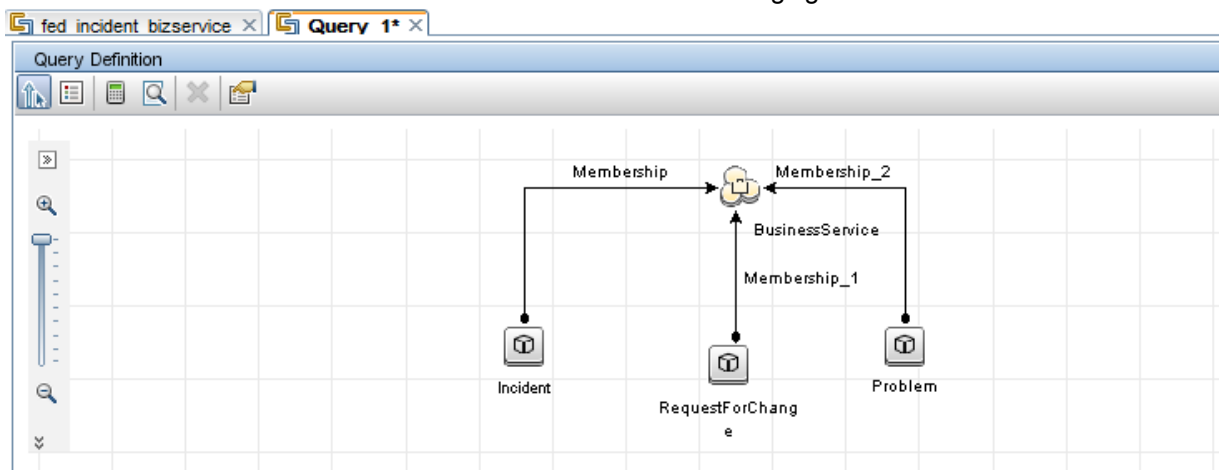 fed incident bizservice
Query 1*
Query Definition
Membership
Membership_2
BusinessService
Membership_1
Incident
RequestForChang
e
Problem